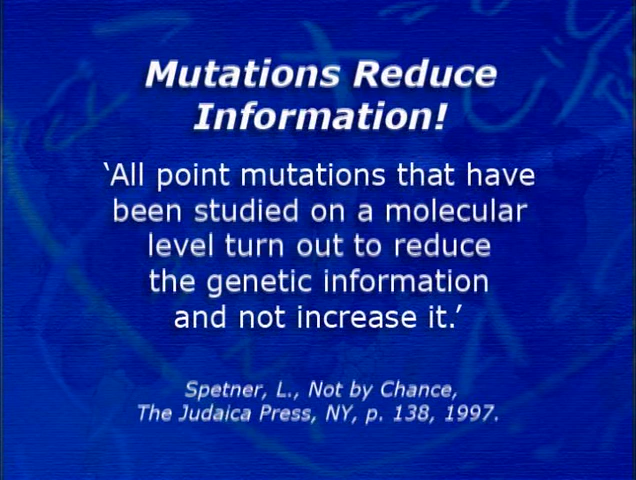 Mutations Reduce
Information!
‘All point mutations that have
been studied on a molecular
level turn out to reduce
the genetic information
and not increase it.’
Spetner, L., Not by Chance,
The Judaica Press, NY, p. 138, 1997.